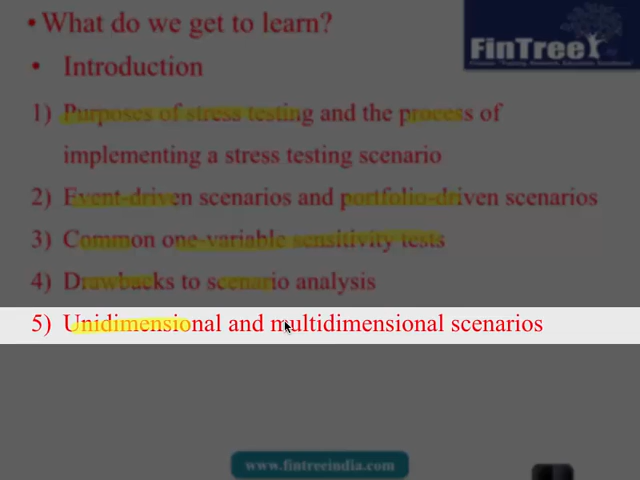 • What do we get to learn?
FinTree
• Introduction
1) Purposes of stress testing and the process of
implementing a stress testing scenario
2) Event-driven scenarios and portfolio-driven scenarios
3) Common one-variable sensitivity tests
4) Drawbacks to scenario analysis
5) Unidimensional and multidimensional scenarios
www.fintreeindia.com